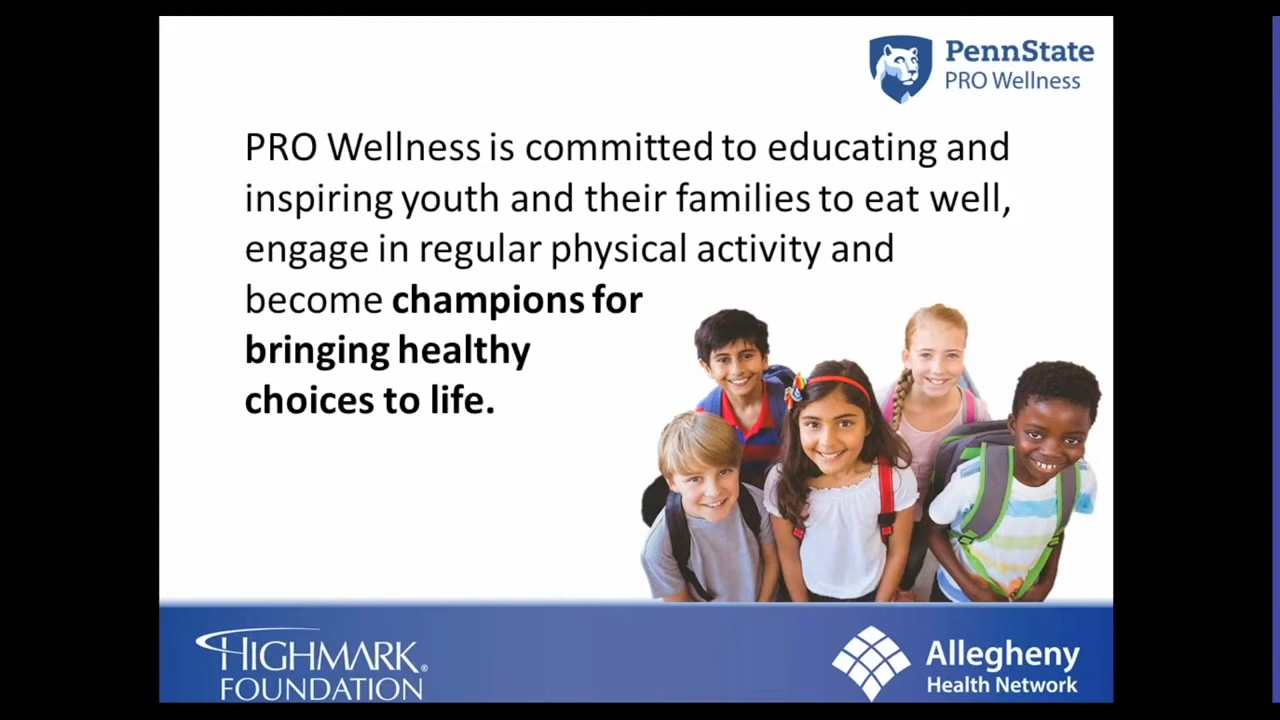 PennState
PRO Wellness
PRO Wellness is committed to educating and
inspiring youth and their families to eat well,
engage in regular physical activity and
become champions for
bringing healthy
choices to life.
HIGHMARK®
FOUNDATION
Allegheny
Health Network